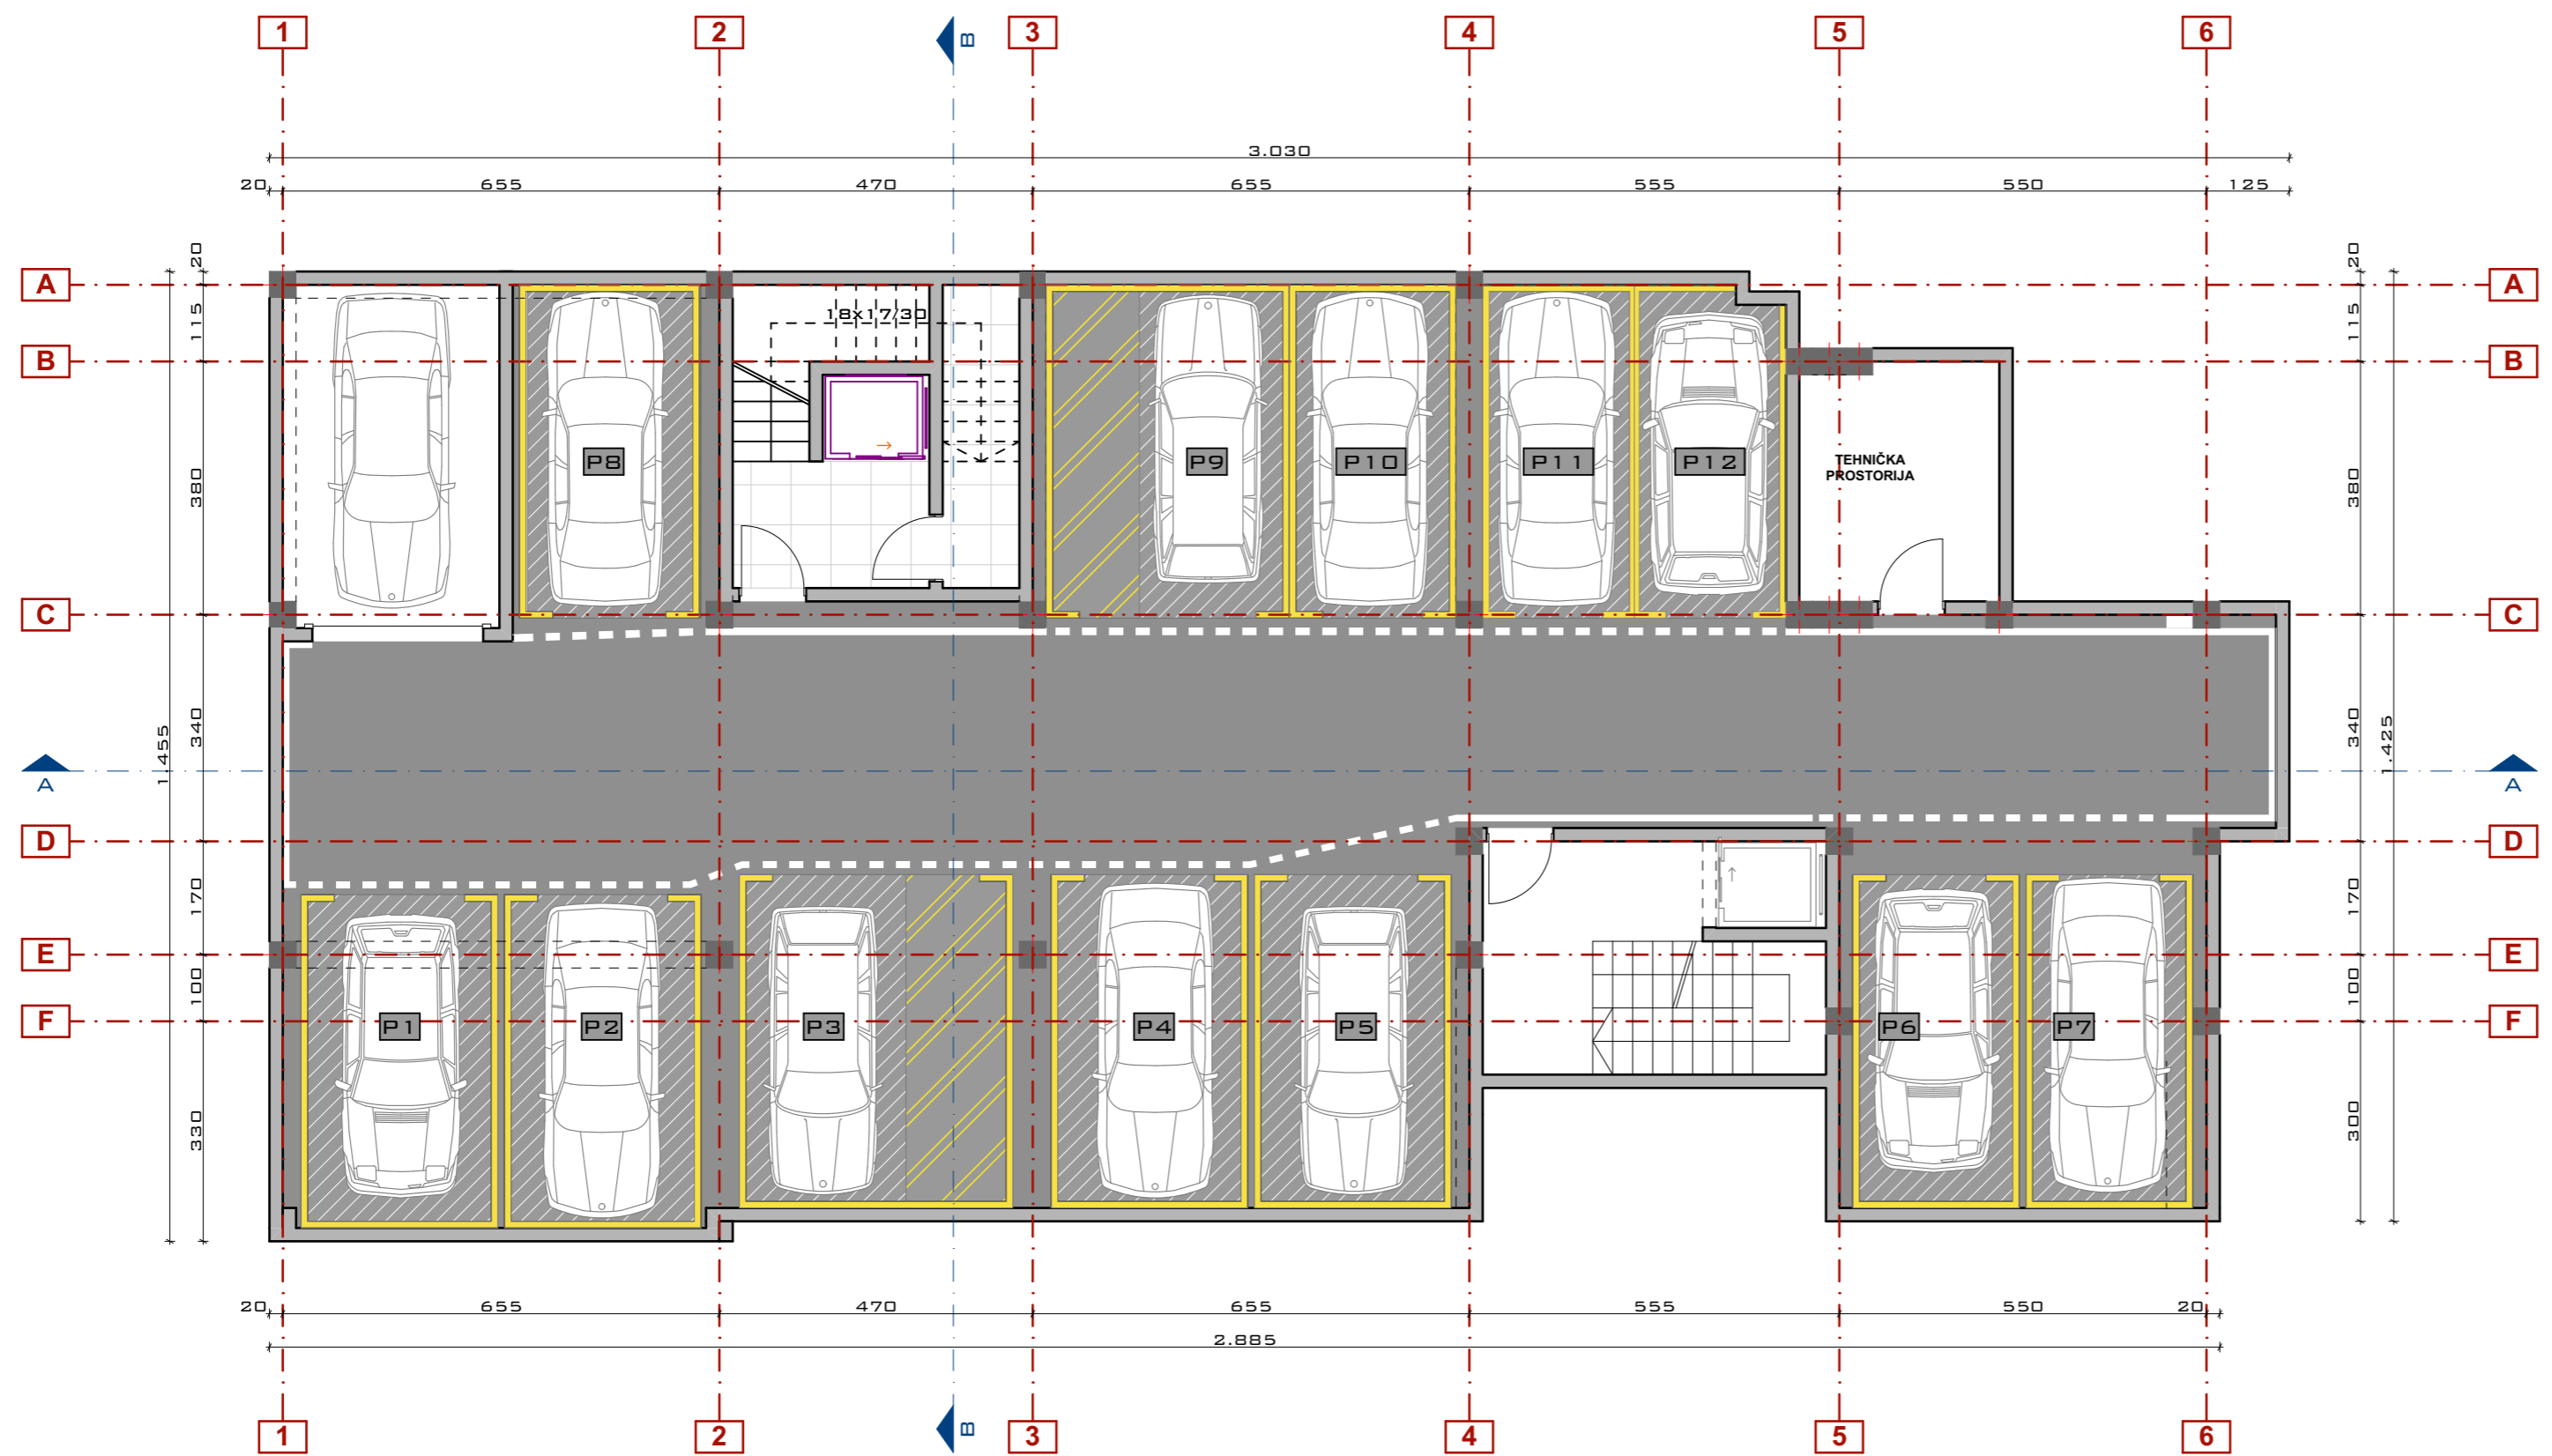 1 2 B 3 4 5 6
3.030
20 655 470 655 555 550 125
20 20
A A
115 18x17/30 115
B B
P8 P9 P10 P11 P12 TEHNIČKA
PROSTORIJA
380 380
C C
340 340
1.455 1.425
A A
D D
170 170
E E
100 100
F P1 P2 P3 P4 P5 P6 P7 F
330 300
20 655 470 655 555 550 20
2.885
1 2 B 3 4 5 6